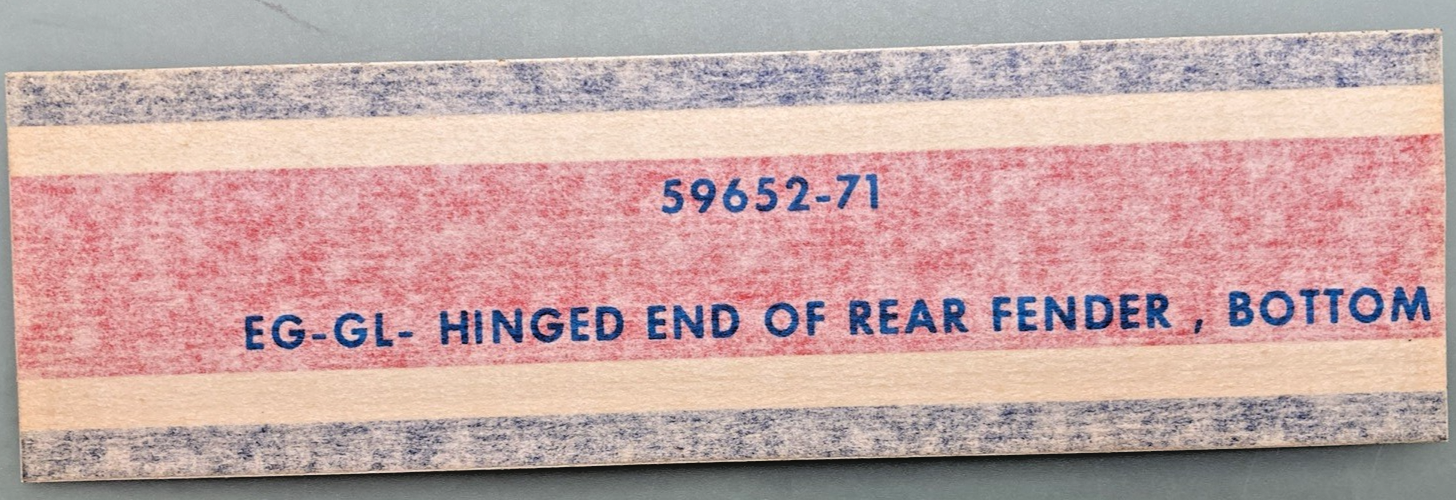 59652-71
EG-GL- HINGED END OF REAR FENDER , BOTTOM